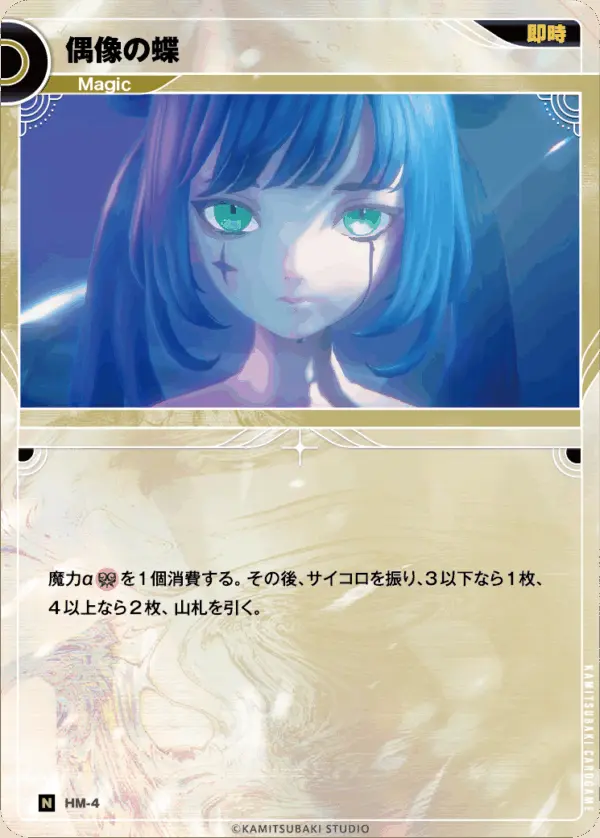 偶像の蝶
即時
Magic
魔力αを1個消費する。その後、サイコロを振り、3以下なら1枚、
4以上なら2枚、山札を引く。
KAMITSUBAKI CARDGAME
N HM-4
©KAMITSUBAKI STUDIO